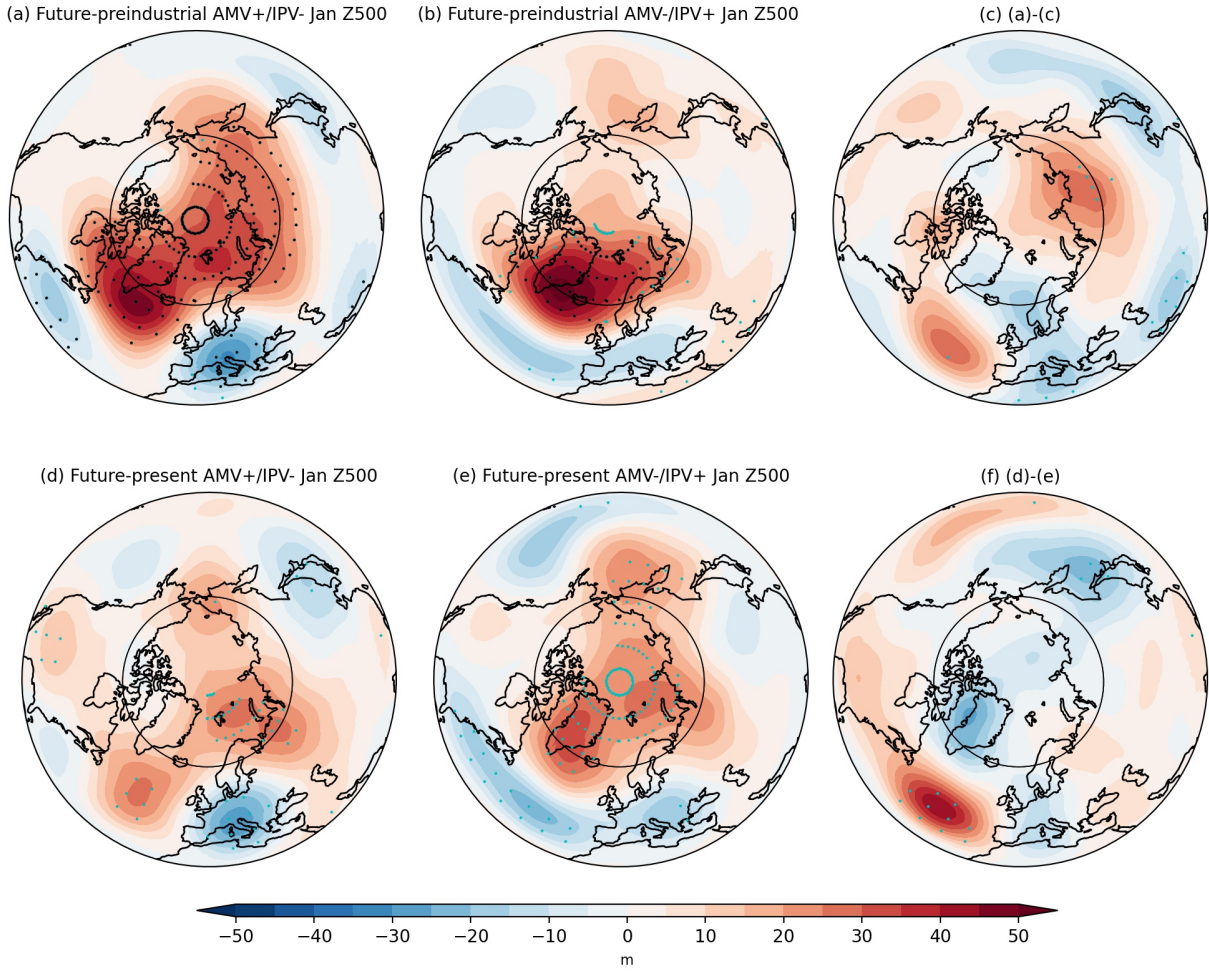 (a) Future-preindustrial AMV+/IPV- Jan Z500
(b) Future-preindustrial AMV-/IPV+ Jan Z500
(c) (a)-(c)
(d) Future-present AMV+/IPV- Jan Z500
(e) Future-present AMV-/IPV+ Jan Z500
(f) (d)-(e)
−50 −40 −30 −20 −10 0 10 20 30 40 50
m